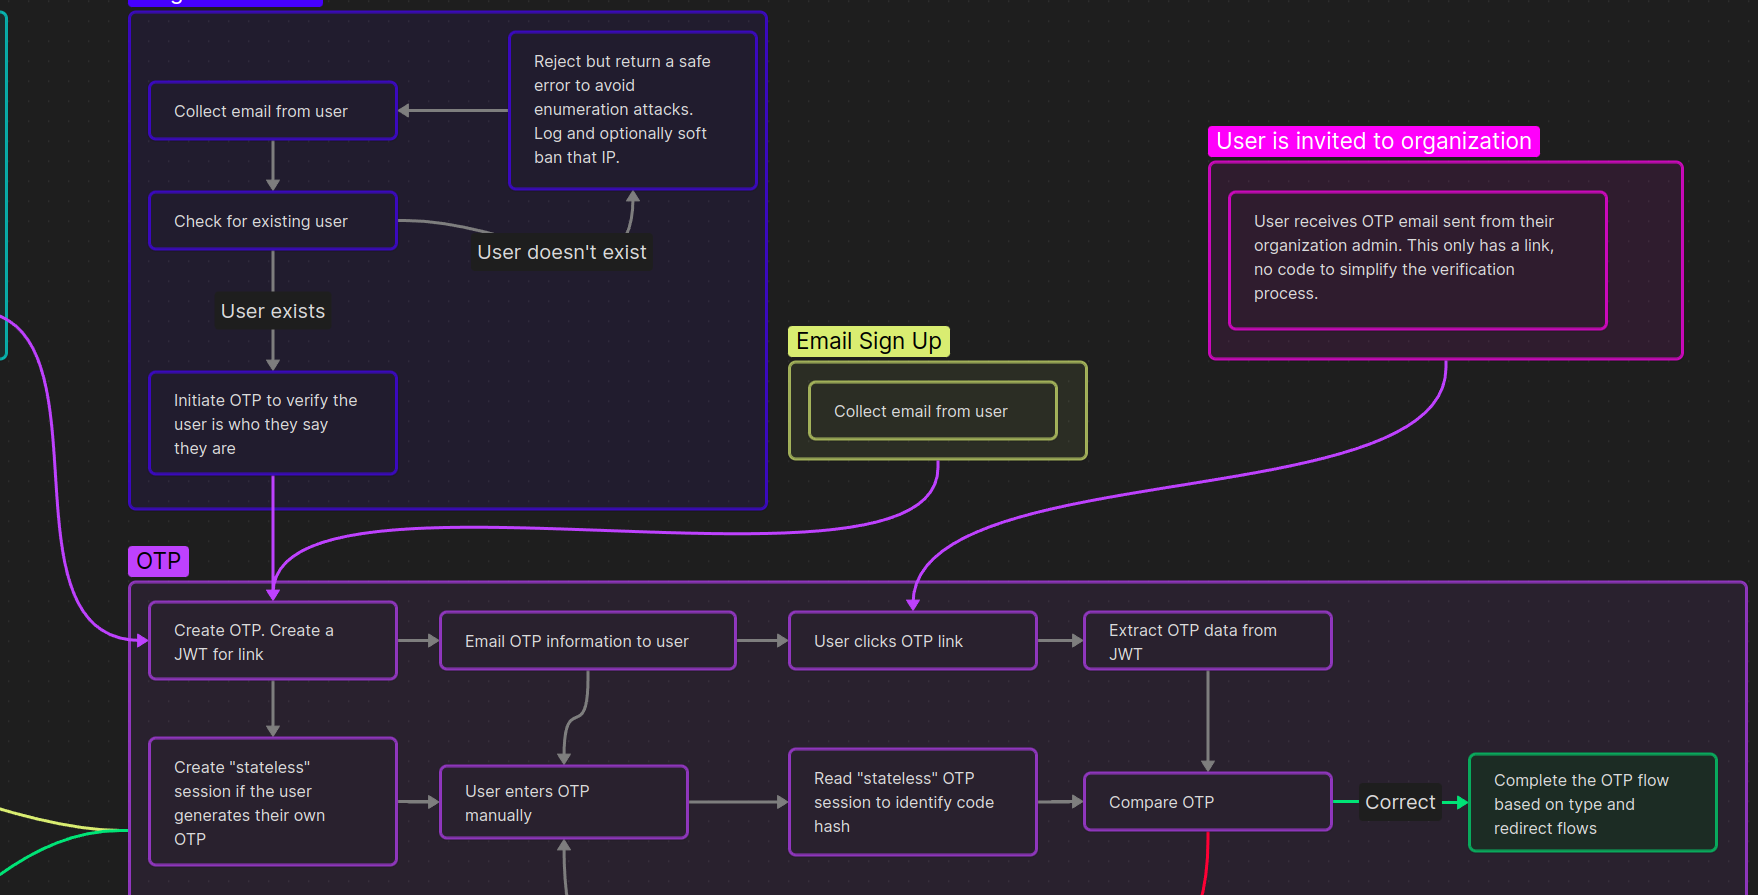 Reject but return a safe
error to avoid
enumeration attacks.
Log and optionally soft
ban that IP.
Collect email from user
Check for existing user
User doesn't exist
User exists
Initiate OTP to verify the
user is who they say
they are
User is invited to organization
User receives OTP email sent from their
organization admin. This only has a link,
no code to simplify the verification
process.
Email Sign Up
Collect email from user
OTP
Create OTP. Create a
JWT for link
Email OTP information to user
User clicks OTP link
Extract OTP data from
JWT
Create "stateless"
session if the user
generates their own
OTP
User enters OTP
manually
Read "stateless" OTP
session to identify code
hash
Compare OTP
Correct
Complete the OTP flow
based on type and
redirect flows